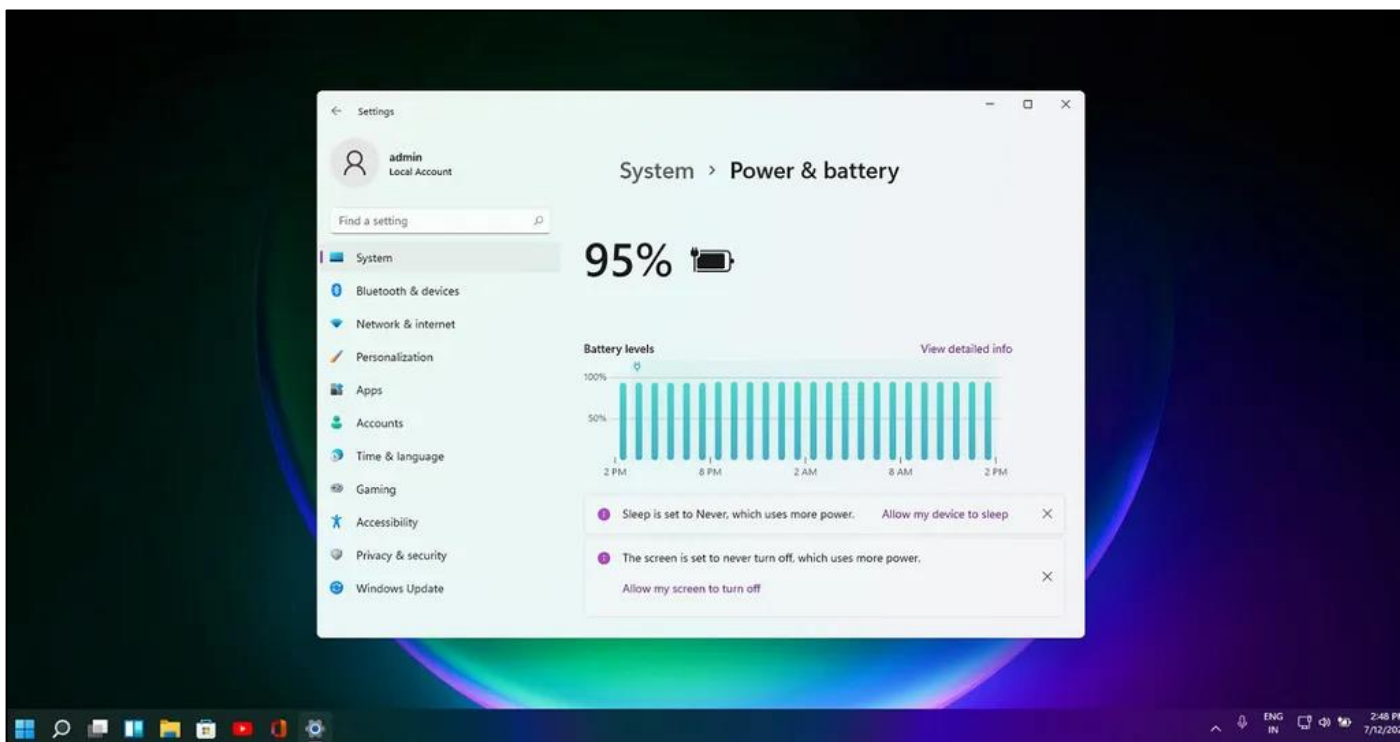 Settings
admin
Local Account
Find a setting
System
Bluetooth & devices
Network & internet
Personalization
Apps
Accounts
Time & language
Gaming
Accessibility
Privacy & security
Windows Update
System > Power & battery
95%
Battery levels View detailed info
100%
50%
2 PM 8 PM 2 AM 8 AM 2 PM
Sleep is set to Never, which uses more power. Allow my device to sleep
The screen is set to never turn off, which uses more power.
Allow my screen to turn off
ENG
IN
2:48